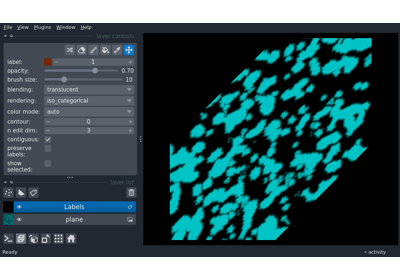 File View Plugins Window Help
layer controls
label: 1
opacity: 0.70
brush size: 10
blending: translucent
rendering: iso_categorical
color mode: auto
contour: 0
n edit dim: 3
contiguous:
preserve
labels:
show
selected:
layer list
Labels
plane
Ready
activity